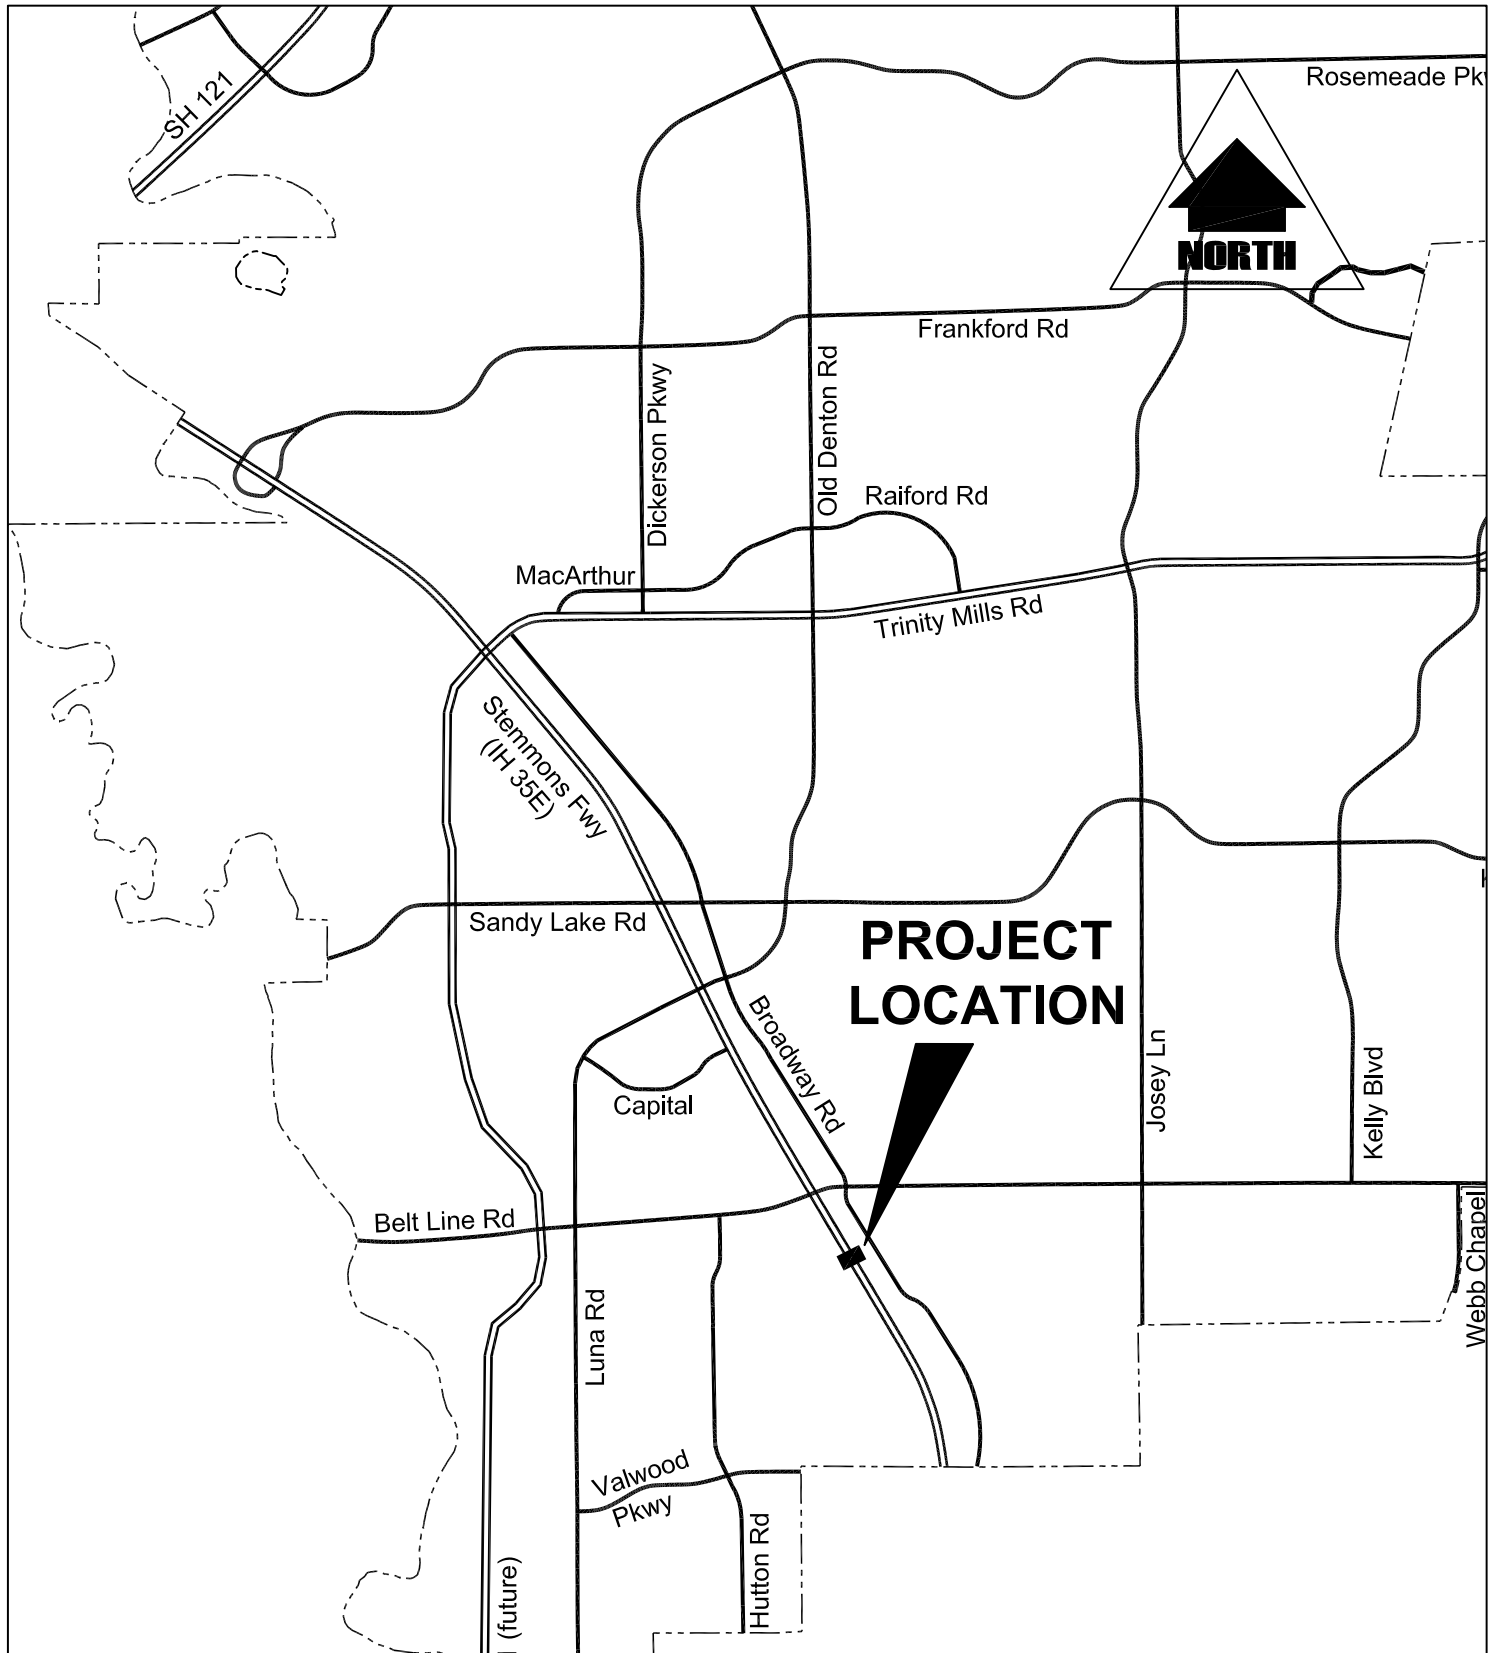 SH 121
Rosemeade
NORTH
Frankford Rd
Dickerson Pkwy
Old Denton Rd
Raiford Rd
MacArthur
Trinity Mills Rd
Stemmons Fwy
(IH 35E)
Sandy Lake Rd
PROJECT
LOCATION
Broadway Rd
Josey Ln
Kelly Blvd
Capital
Belt Line Rd
Webb Chapel
Luna Rd
Valwood
Pkwy
Hutton Rd
(future)